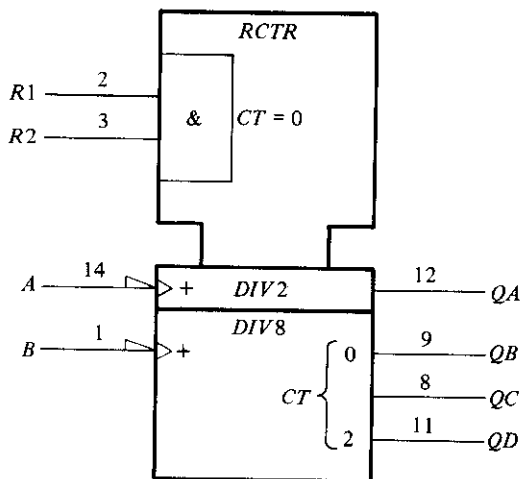 RCTR
R1 2
R2 3
& CT = 0
A 14 + DIV2 12 QA
DIV8
B 1 + 0 9 QB
CT 8 QC
2 11 QD